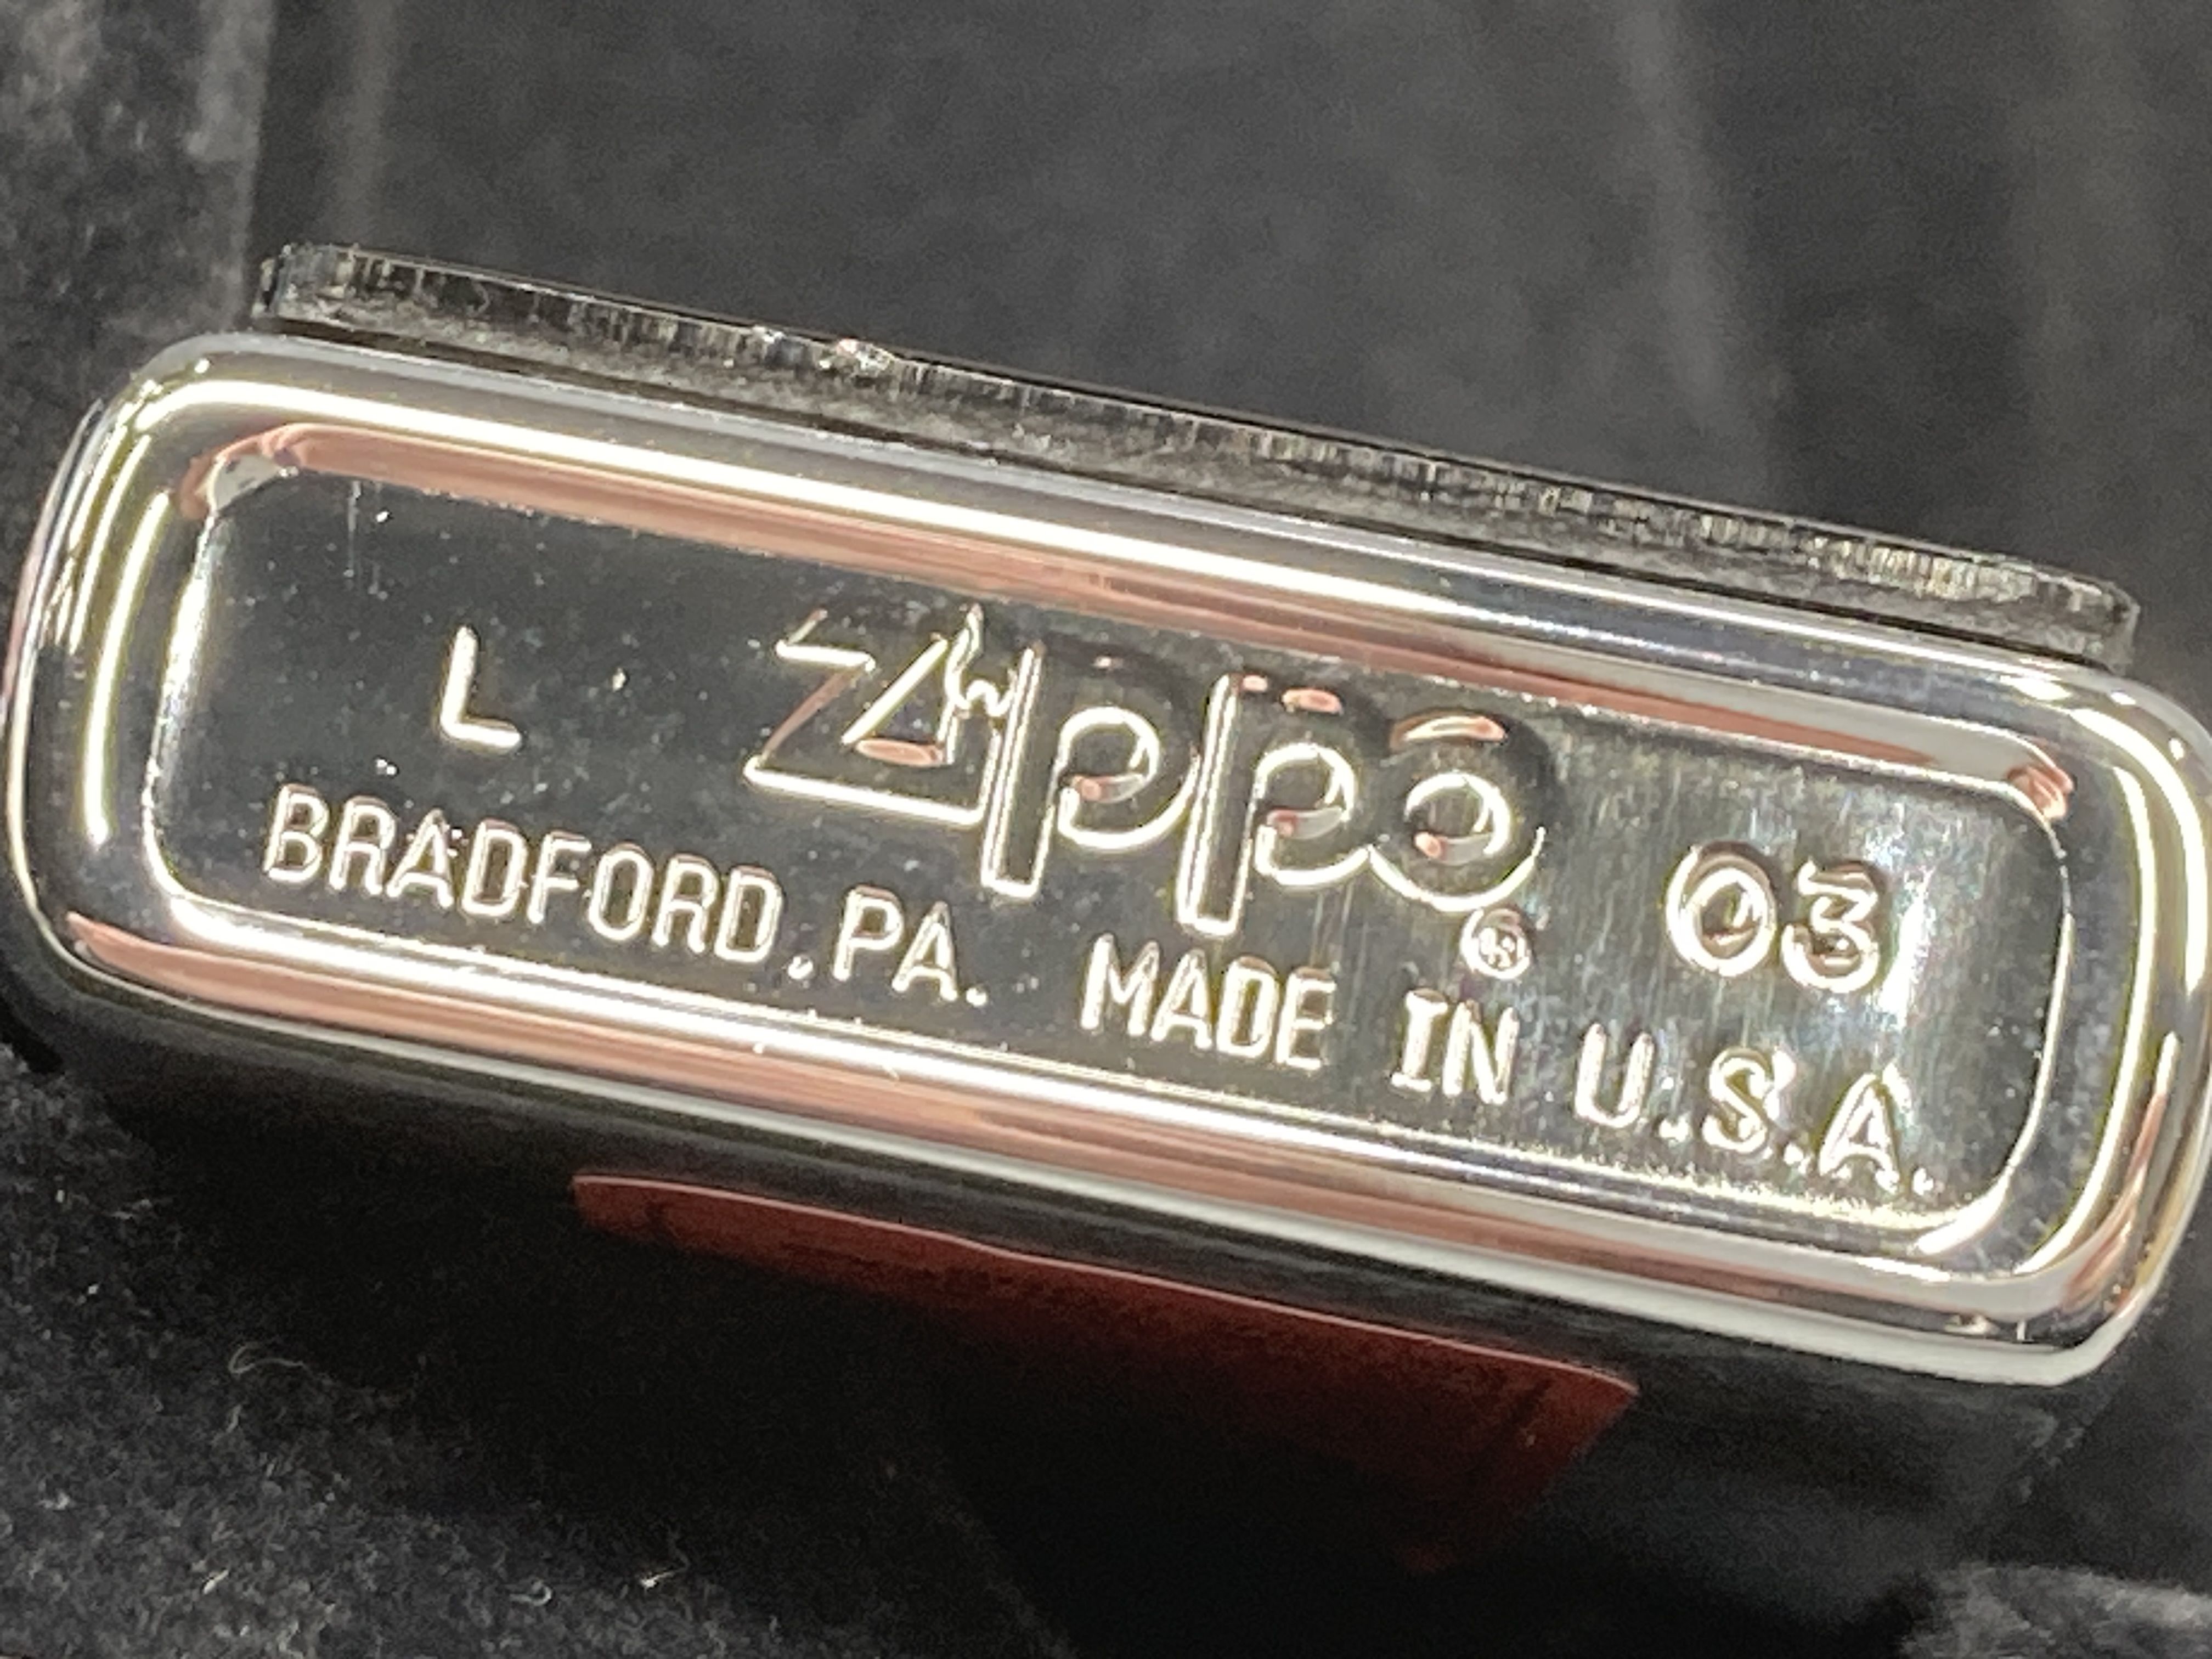 L Zippo ® 03
BRADFORD, PA. MADE IN U.S.A.